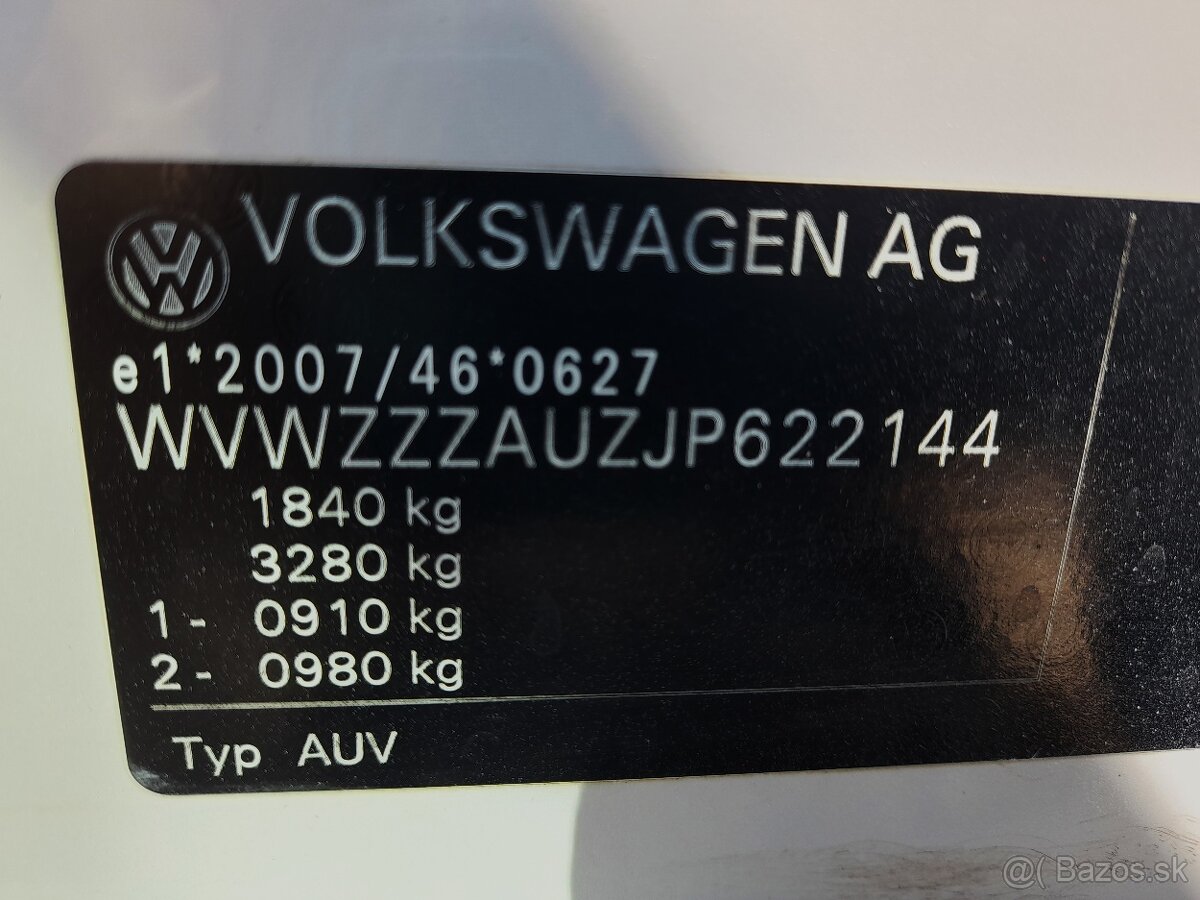 VOLKSWAGEN AG
e1*2007/46*0627
WVWZZZAUZJP622144
1840 kg
3280 kg
1- 0910 kg
2- 0980 kg
Typ AUV
@( Bazos.sk